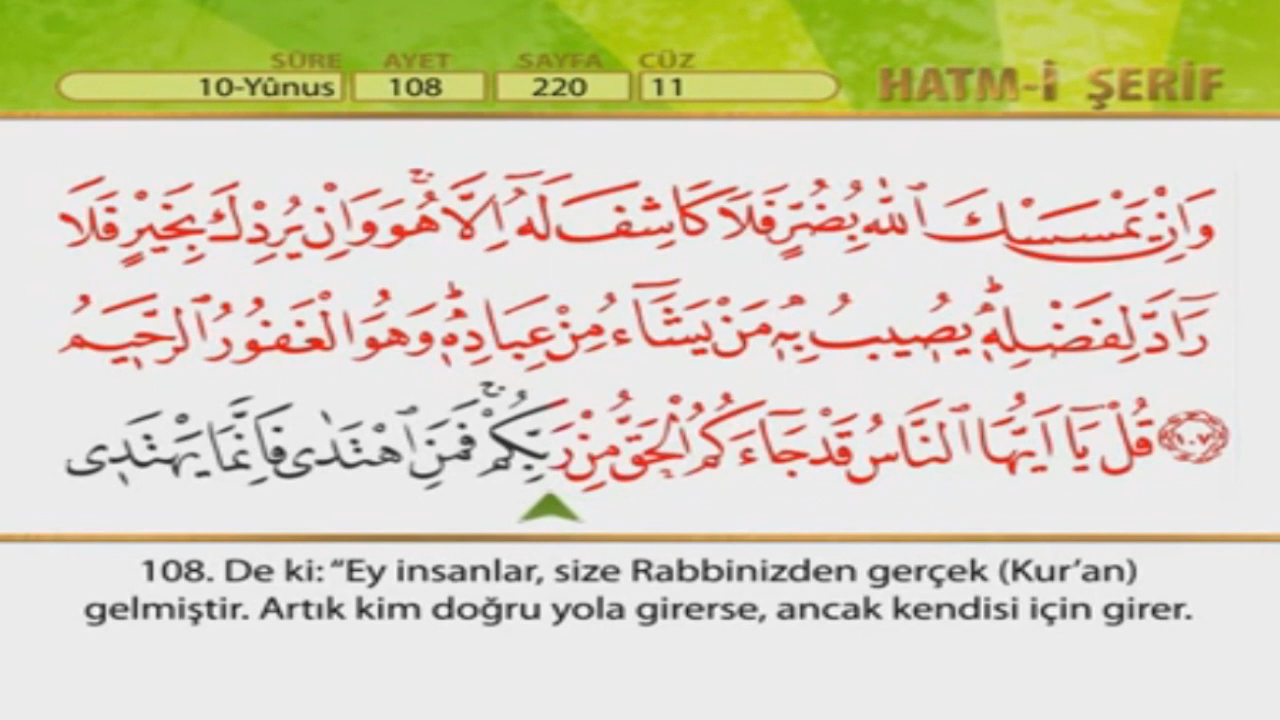 SÛRE AYET SAYFA CÜZ
10-Yûnus 108 220 11
HATM-İ ŞERİF
وَاِنْ يَمْسَسْكَ اللّٰهُ بِضُرٍّ فَلَا كَاشِفَ لَهُٓ اِلَّا هُوَۚ وَاِنْ يُرِدْكَ بِخَيْرٍ فَلَا
رَٓادَّ لِفَضْلِه۪ۜ يُص۪يبُ بِه۪ مَنْ يَشَٓاءُ مِنْ عِبَادِه۪ۜ وَهُوَ الْغَفُورُ الرَّح۪يمُ
﴿١٠٧﴾ قُلْ يَٓا اَيُّهَا النَّاسُ قَدْ جَٓاءَكُمُ الْحَقُّ مِنْ رَبِّكُمْۚ فَمَنِ اهْتَدٰى فَاِنَّمَا يَهْتَد۪ي
108. De ki: “Ey insanlar, size Rabbinizden gerçek (Kur’an)
gelmiştir. Artık kim doğru yola girerse, ancak kendisi için girer.